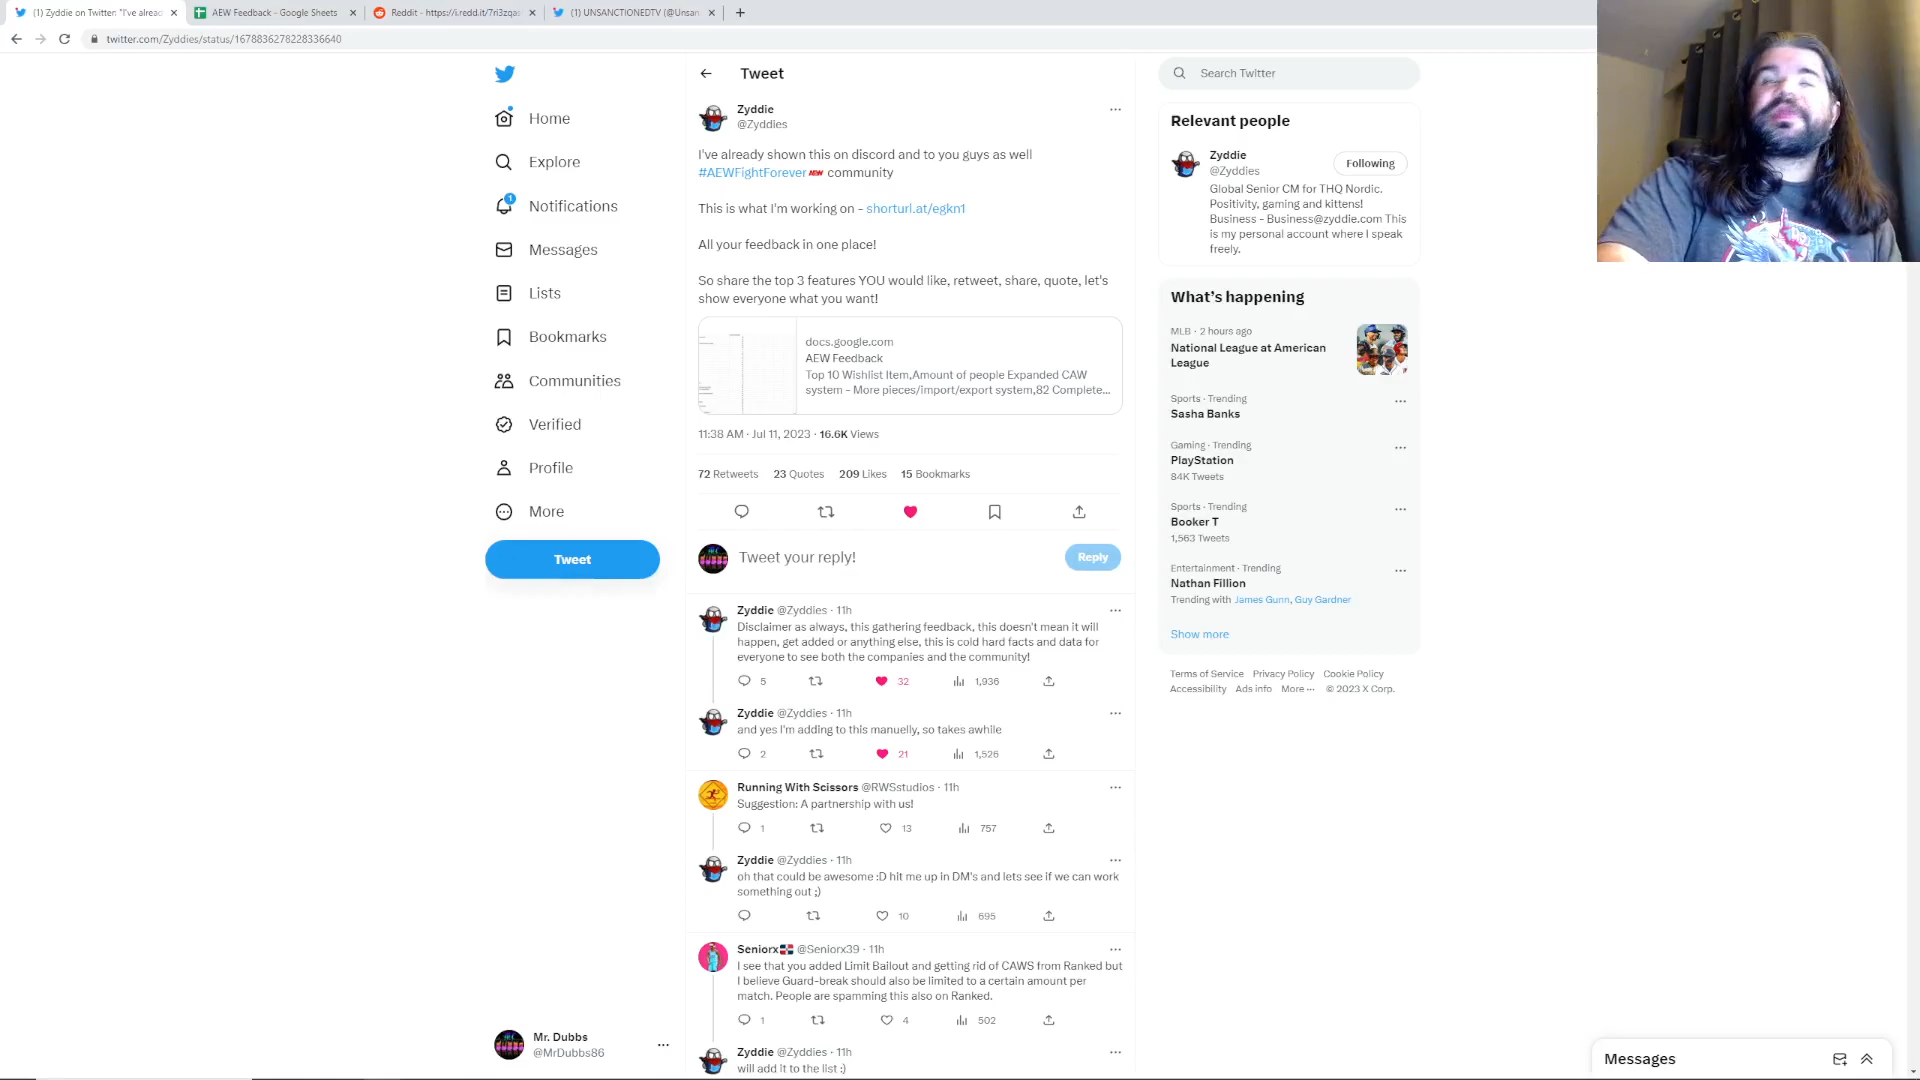 (1) Zyddie on Twitter: "I've alread
AEW Feedback - Google Sheets
Reddit - https://i.redd.it/7ri3zqas
(1) UNSANCTIONEDTV (@Unsan
twitter.com/Zyddies/status/1678836278228336640
Home
Explore
1
Notifications
Messages
Lists
Bookmarks
Communities
Verified
Profile
More
Tweet
Mr. Dubbs
@MrDubbs86
Tweet
Zyddie
@Zyddies
I've already shown this on discord and to you guys as well
#AEWFightForever AEW community
This is what I'm working on - shorturl.at/egkn1
All your feedback in one place!
So share the top 3 features YOU would like, retweet, share, quote, let's
show everyone what you want!
docs.google.com
AEW Feedback
Top 10 Wishlist Item,Amount of people Expanded CAW
system - More pieces/import/export system,82 Complete...
11:38 AM · Jul 11, 2023 · 16.6K Views
72 Retweets 23 Quotes 209 Likes 15 Bookmarks
Tweet your reply!
Reply
Zyddie @Zyddies · 11h
Disclaimer as always, this gathering feedback, this doesn't mean it will
happen, get added or anything else, this is cold hard facts and data for
everyone to see both the companies and the community!
5 32 1,936
Zyddie @Zyddies · 11h
and yes I'm adding to this manuelly, so takes awhile
2 21 1,526
Running With Scissors @RWSstudios · 11h
Suggestion: A partnership with us!
1 13 757
Zyddie @Zyddies · 11h
oh that could be awesome :D hit me up in DM's and lets see if we can work
something out ;)
10 695
Seniorx @Seniorx39 · 11h
I see that you added Limit Bailout and getting rid of CAWS from Ranked but
I believe Guard-break should also be limited to a certain amount per
match. People are spamming this also on Ranked.
1 4 502
Zyddie @Zyddies · 11h
will add it to the list :)
Search Twitter
Relevant people
Zyddie
@Zyddies
Following
Global Senior CM for THQ Nordic.
Positivity, gaming and kittens!
Business - Business@zyddie.com This
is my personal account where I speak
freely.
What's happening
MLB · 2 hours ago
National League at American
League
Sports · Trending
Sasha Banks
Gaming · Trending
PlayStation
84K Tweets
Sports · Trending
Booker T
1,563 Tweets
Entertainment · Trending
Nathan Fillion
Trending with James Gunn, Guy Gardner
Show more
Terms of Service Privacy Policy Cookie Policy
Accessibility Ads info More ··· © 2023 X Corp.
Messages